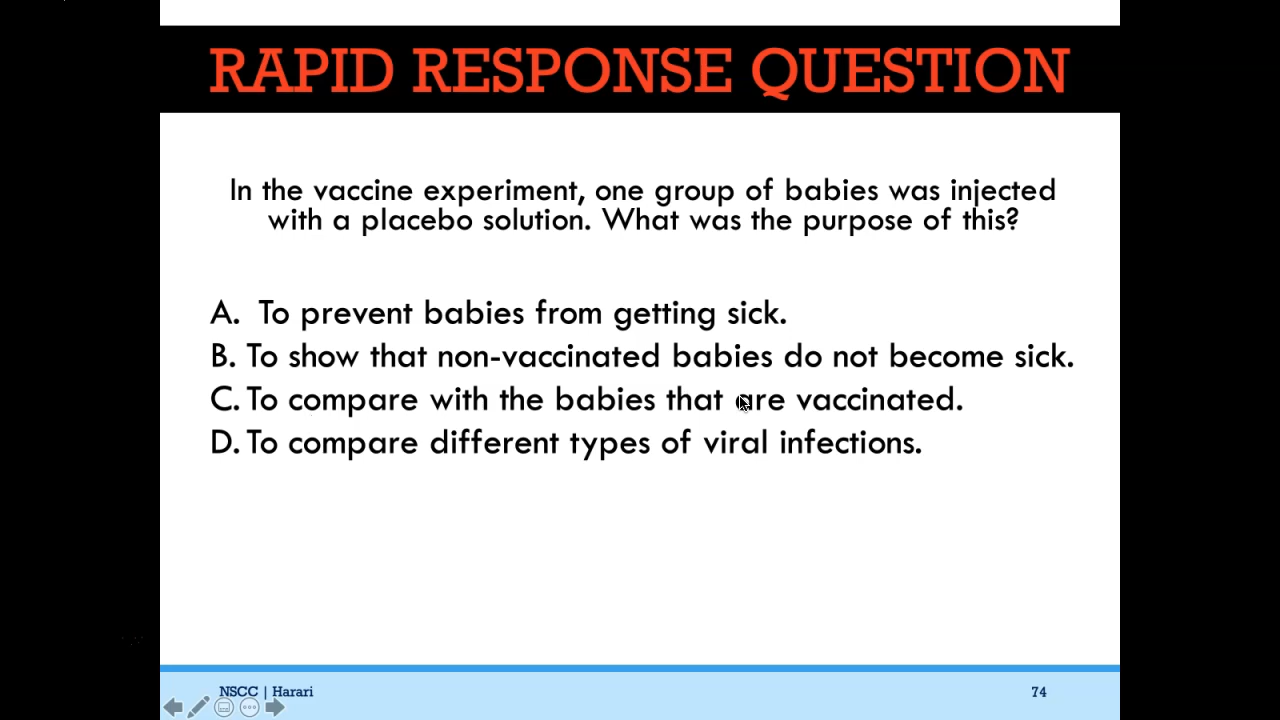 RAPID RESPONSE QUESTION
In the vaccine experiment, one group of babies was injected
with a placebo solution. What was the purpose of this?
A. To prevent babies from getting sick.
B. To show that non-vaccinated babies do not become sick.
C. To compare with the babies that are vaccinated.
D. To compare different types of viral infections.
NSCC | Harari 74